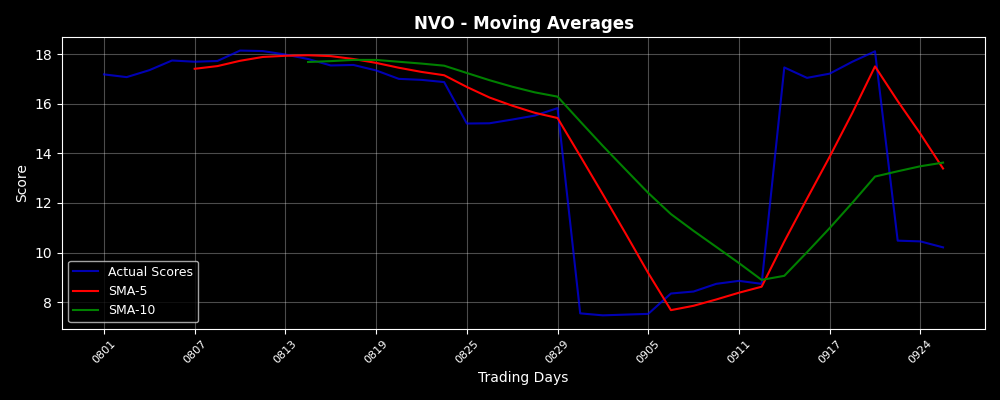 NVO - Moving Averages
18
16
14
12
10
8
Score
Actual Scores
SMA-5
SMA-10
0801
0807
0813
0819
0825
0829
0905
0911
0917
0924
Trading Days